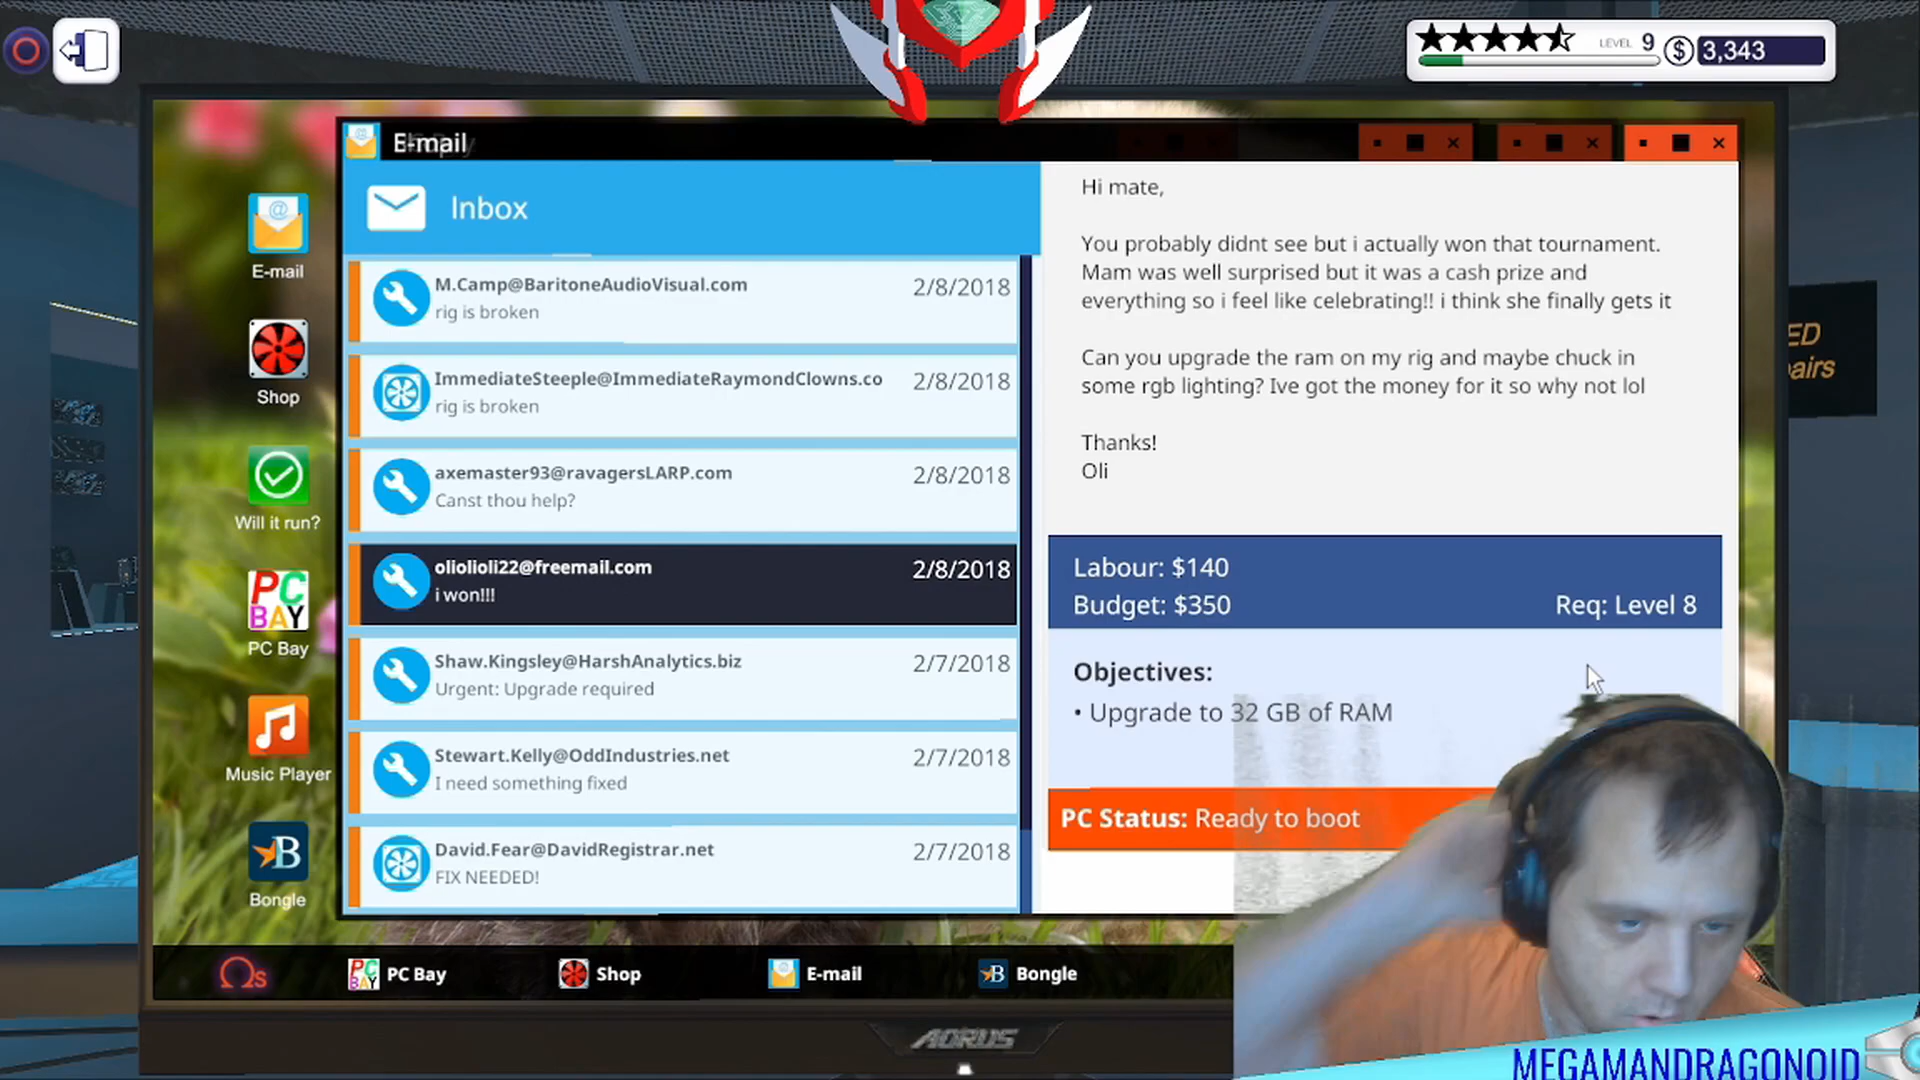 LEVEL 9 $ 3,343
E-mail
Inbox
M.Camp@BaritoneAudioVisual.com 2/8/2018
rig is broken
ImmediateSteeple@ImmediateRaymondClowns.co 2/8/2018
rig is broken
axemaster93@ravagersLARP.com 2/8/2018
Canst thou help?
oliolioli22@freemail.com 2/8/2018
i won!!!
Shaw.Kingsley@HarshAnalytics.biz 2/7/2018
Urgent: Upgrade required
Stewart.Kelly@OddIndustries.net 2/7/2018
I need something fixed
David.Fear@DavidRegistrar.net 2/7/2018
FIX NEEDED!
Hi mate,
You probably didnt see but i actually won that tournament.
Mam was well surprised but it was a cash prize and
everything so i feel like celebrating!! i think she finally gets it
Can you upgrade the ram on my rig and maybe chuck in
some rgb lighting? Ive got the money for it so why not lol
Thanks!
Oli
Labour: $140
Budget: $350 Req: Level 8
Objectives:
• Upgrade to 32 GB of RAM
PC Status: Ready to boot
E-mail
Shop
Will it run?
PC
BAY
PC Bay
Music Player
B
Bongle
ED
airs
Ωs PC BAY PC Bay Shop E-mail B Bongle
AORUS
MEGAMANDRAGONOID